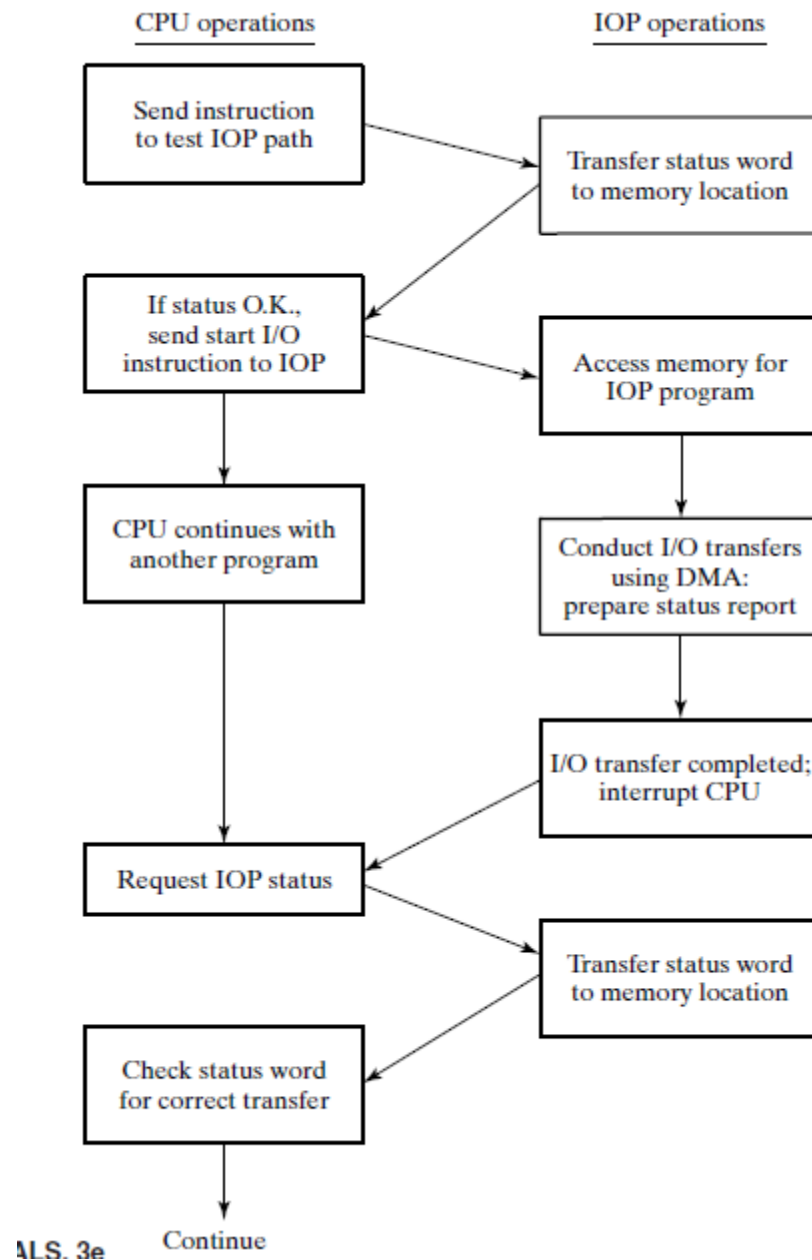 CPU operations
IOP operations
Send instruction
to test IOP path
Transfer status word
to memory location
If status O.K.,
send start I/O
instruction to IOP
Access memory for
IOP program
CPU continues with
another program
Conduct I/O transfers
using DMA:
prepare status report
I/O transfer completed;
interrupt CPU
Request IOP status
Transfer status word
to memory location
Check status word
for correct transfer
Continue
ALS, 3e